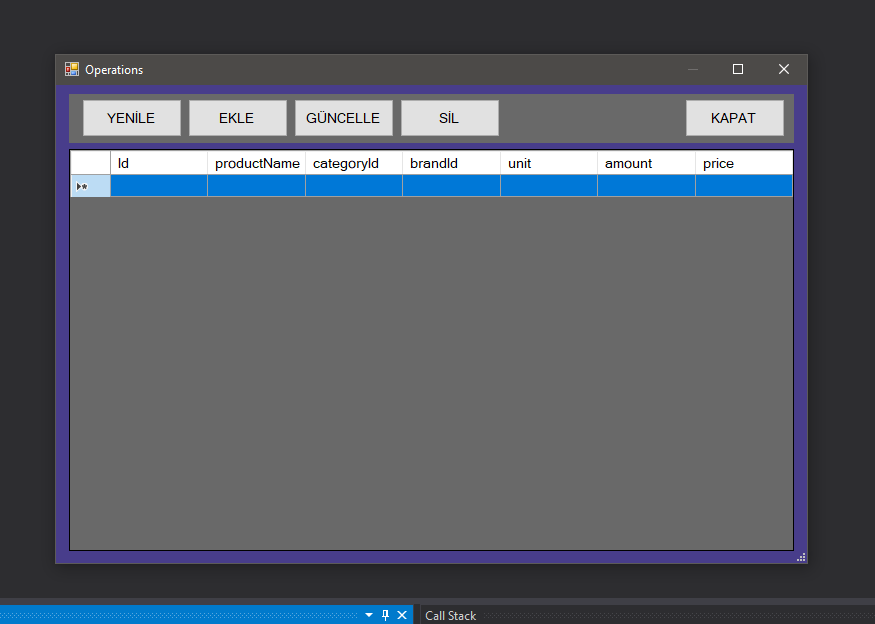 Operations
YENİLE EKLE GÜNCELLE SİL KAPAT
Id productName categoryId brandId unit amount price
Call Stack